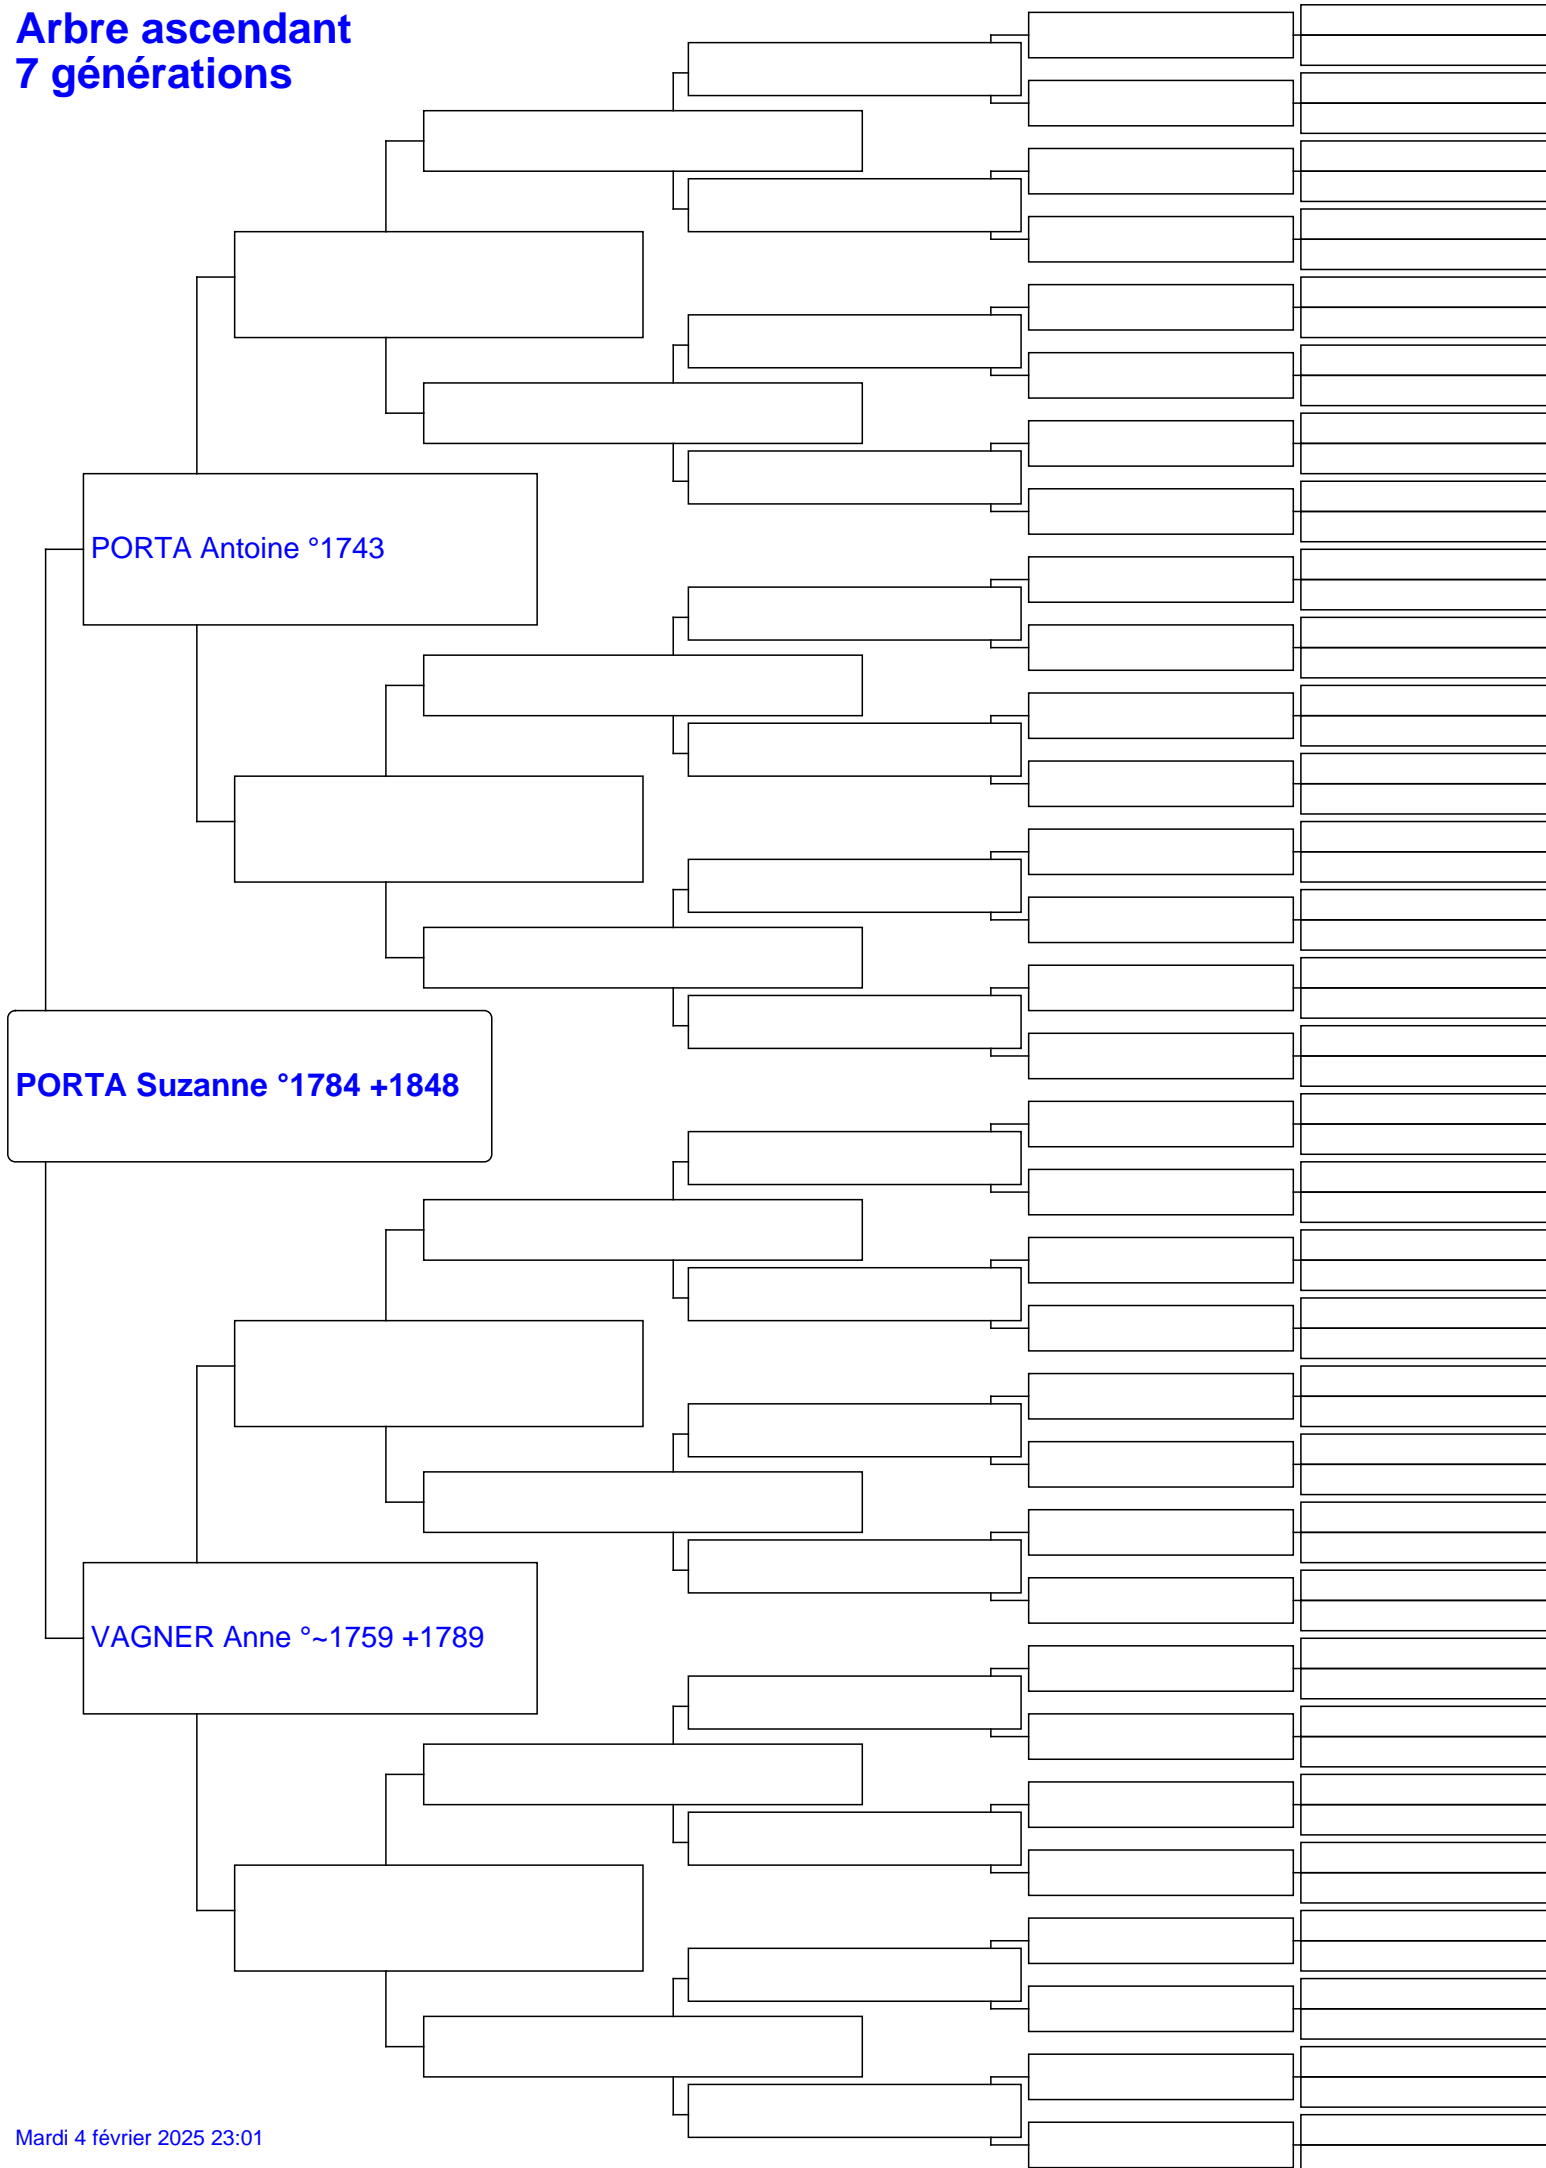 Arbre ascendant
7 générations
PORTA Antoine °1743
PORTA Suzanne °1784 +1848
VAGNER Anne °~1759 +1789
Mardi 4 février 2025 23:01